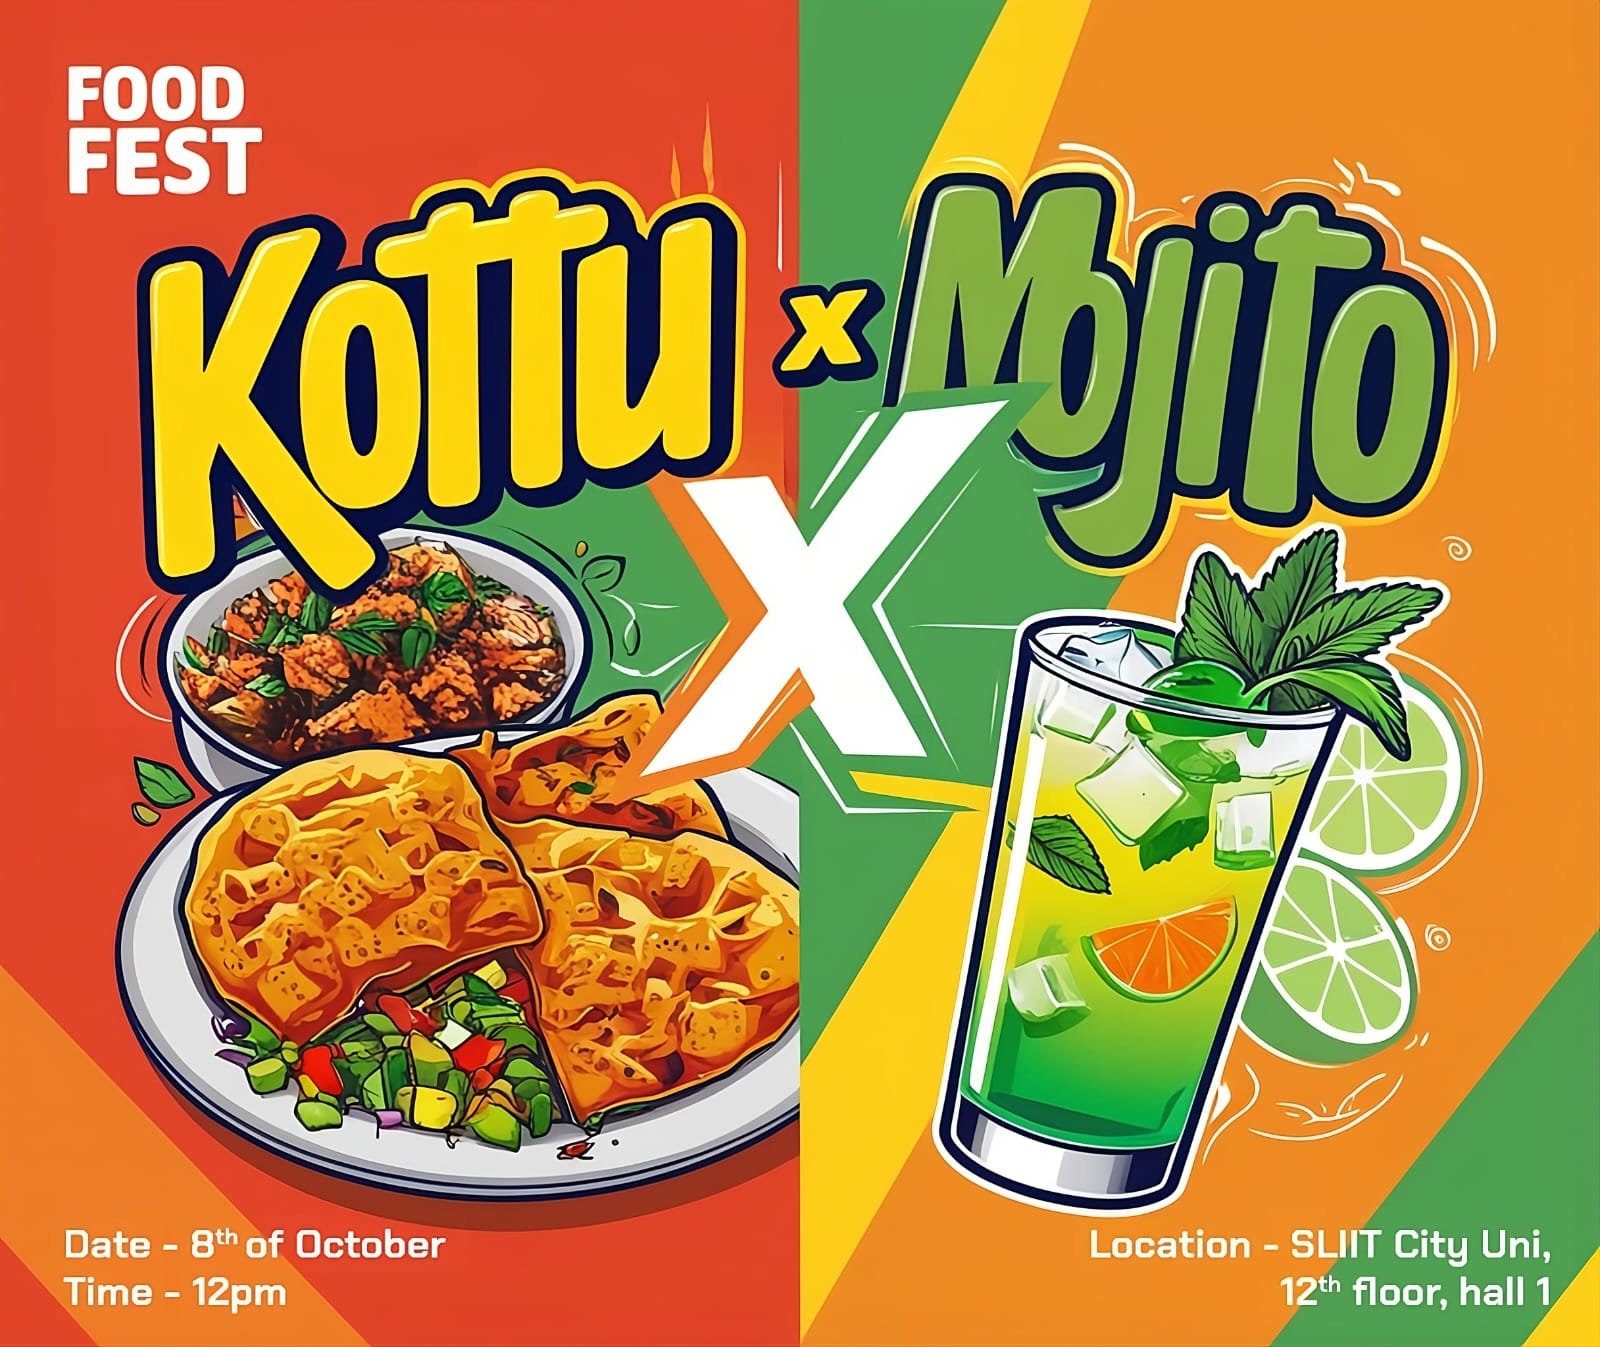 FOOD
FEST
Kottu x Mojito
X
Date - 8th of October
Time - 12pm
Location - SLIIT City Uni,
12th floor, hall 1